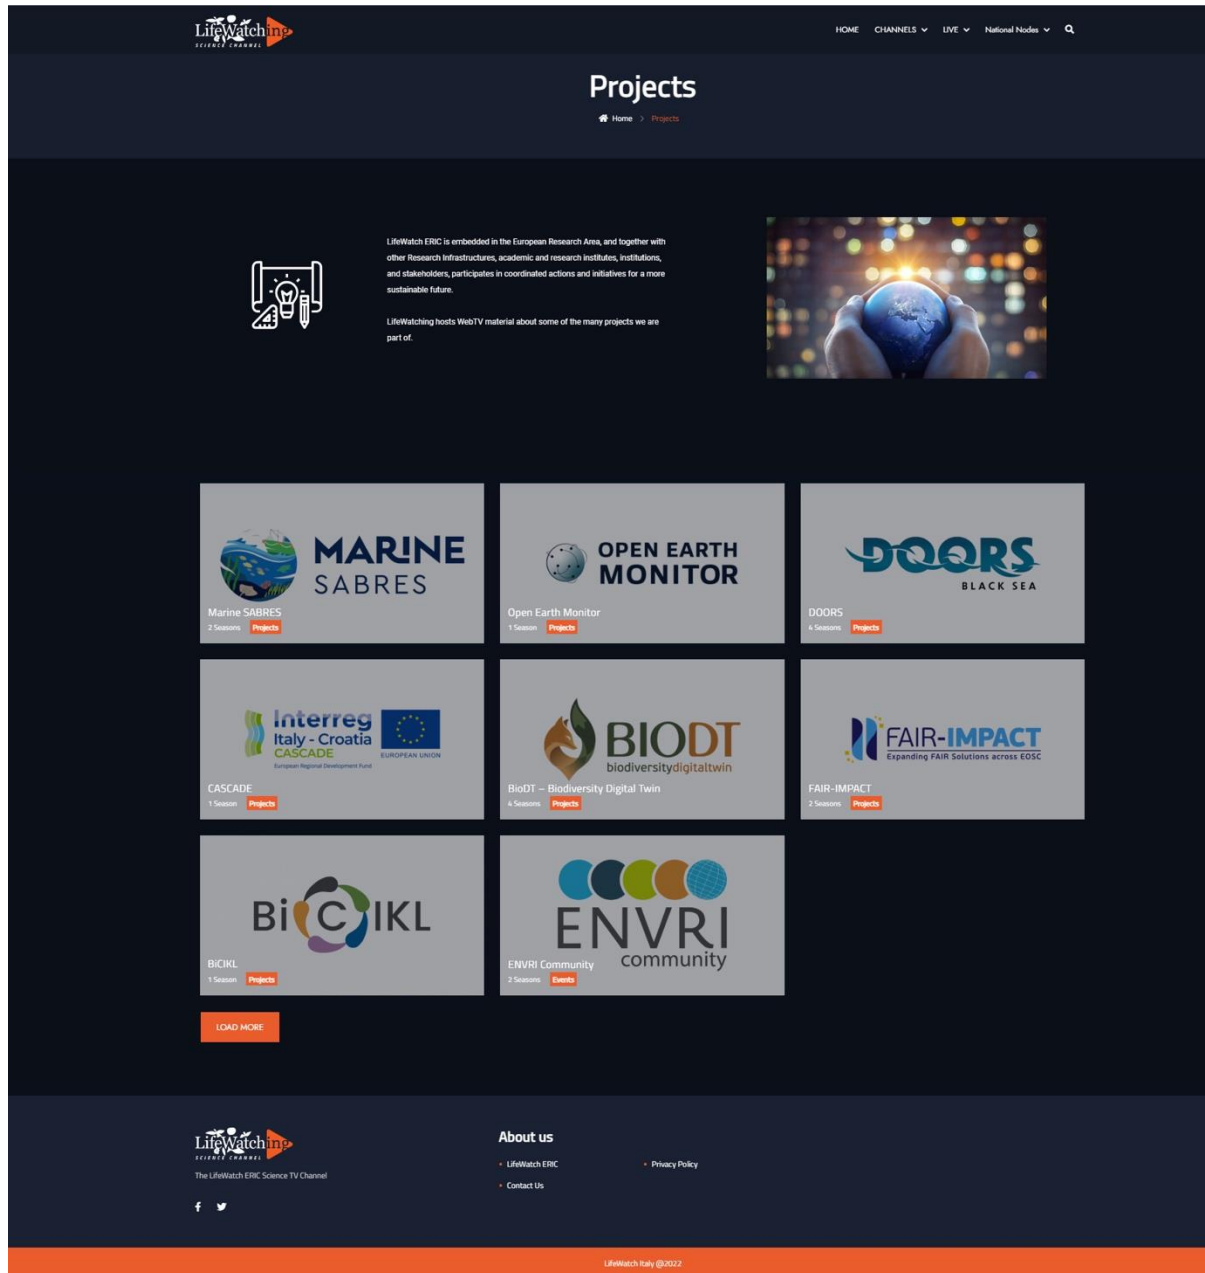 LifeWatching
SCIENCE CHANNEL
HOME CHANNELS LIVE National Nodes
Projects
Home > Projects
LifeWatch ERIC is embedded in the European Research Area, and together with
other Research Infrastructures, academic and research institutes, institutions,
and stakeholders, participates in coordinated actions and initiatives for a more
sustainable future.
LifeWatching hosts WebTV material about some of the many projects we are
part of.
MARINE
SABRES
Marine SABRES
2 Seasons Projects
OPEN EARTH
MONITOR
Open Earth Monitor
1 Season Projects
DOORS
BLACK SEA
DOORS
4 Seasons Projects
Interreg
Italy - Croatia
CASCADE
European Regional Development Fund
EUROPEAN UNION
CASCADE
1 Season Projects
BIODT
biodiversitydigitaltwin
BioDT – Biodiversity Digital Twin
4 Seasons Projects
FAIR-IMPACT
Expanding FAIR Solutions across EOSC
FAIR-IMPACT
2 Seasons Projects
BiCIKL
BiCIKL
1 Season Projects
ENVRI
community
ENVRI Community
2 Seasons Events
LOAD MORE
LifeWatching
SCIENCE CHANNEL
The LifeWatch ERIC Science TV Channel
About us
LifeWatch ERIC
Privacy Policy
Contact Us
LifeWatch Italy @2022